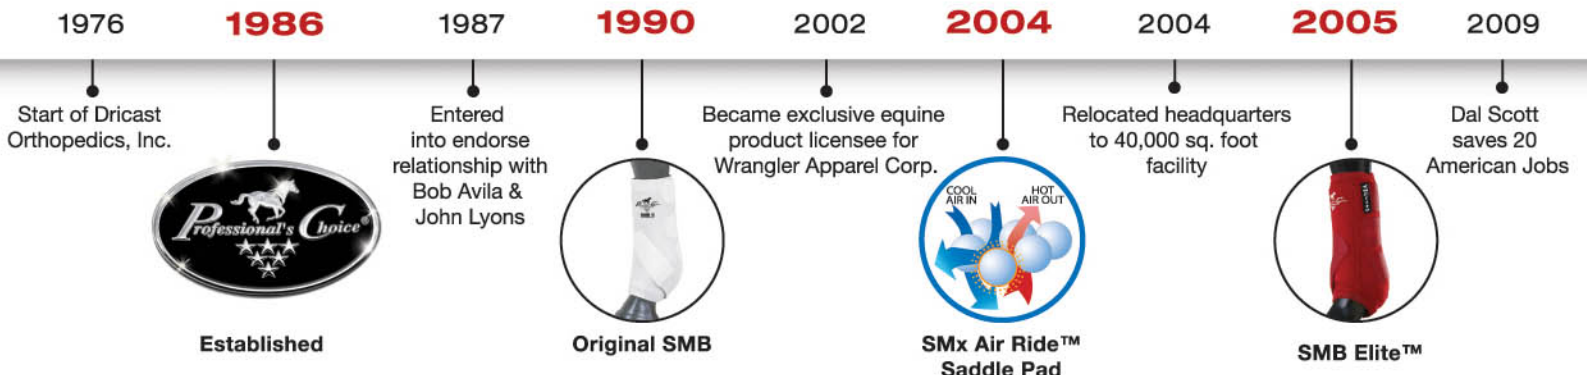 1976
Start of Dricast
Orthopedics, Inc.
1986
Professional's Choice®
Established
1987
Entered
into endorse
relationship with
Bob Avila &
John Lyons
1990
Original SMB
2002
Became exclusive equine
product licensee for
Wrangler Apparel Corp.
2004
COOL
AIR IN
HOT
AIR OUT
SMx Air Ride™
Saddle Pad
2004
Relocated headquarters
to 40,000 sq. foot
facility
2005
SMB Elite™
2009
Dal Scott
saves 20
American Jobs